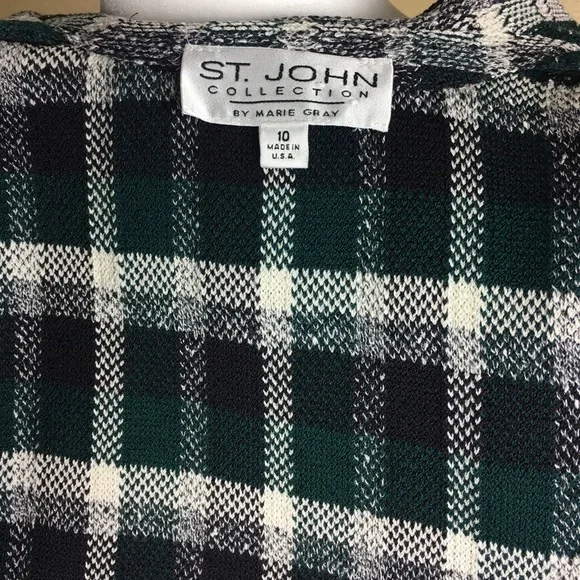 ST. JOHN
COLLECTION
BY MARIE GRAY
10
MADE IN
U.S.A.